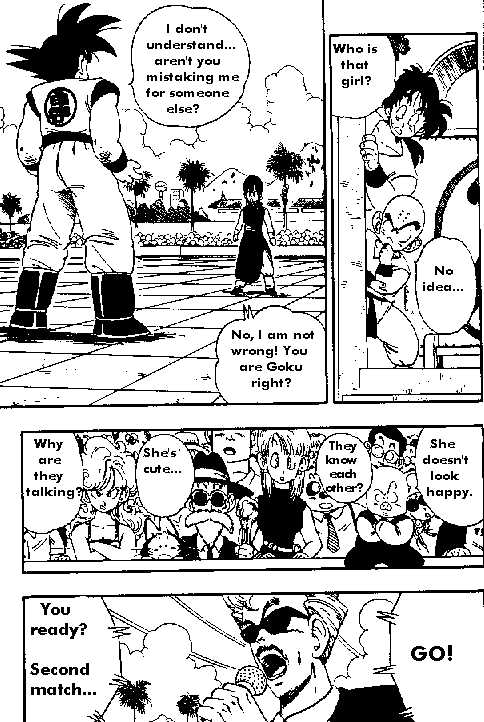 I don't
understand...
aren't you
mistaking me
for someone
else?
No, I am not
wrong! You
are Goku
right?
Who is
that
girl?
No
idea...
Why
are
they
talking?
She's'
cute...
They
know
each
other?
She
doesn't
look
happy.
You
ready?
Second
match...
GO!